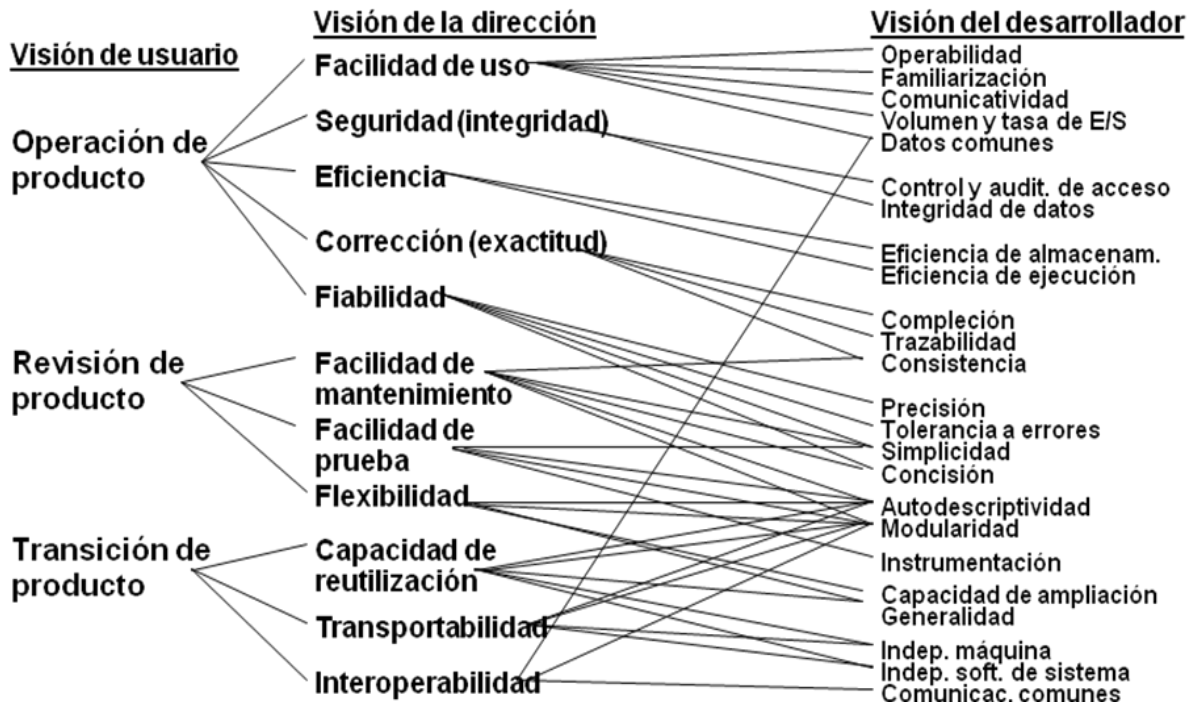 Visión de usuario
Operación de
producto
Revisión de
producto
Transición de
producto
Visión de la dirección
Facilidad de uso
Seguridad (integridad)
Eficiencia
Corrección (exactitud)
Fiabilidad
Facilidad de
mantenimiento
Facilidad de
prueba
Flexibilidad
Capacidad de
reutilización
Transportabilidad
Interoperabilidad
Visión del desarrollador
Operabilidad
Familiarización
Comunicatividad
Volumen y tasa de E/S
Datos comunes
Control y audit. de acceso
Integridad de datos
Eficiencia de almacenam.
Eficiencia de ejecución
Compleción
Trazabilidad
Consistencia
Precisión
Tolerancia a errores
Simplicidad
Concisión
Autodescriptividad
Modularidad
Instrumentación
Capacidad de ampliación
Generalidad
Indep. máquina
Indep. soft. de sistema
Comunicac. comunes